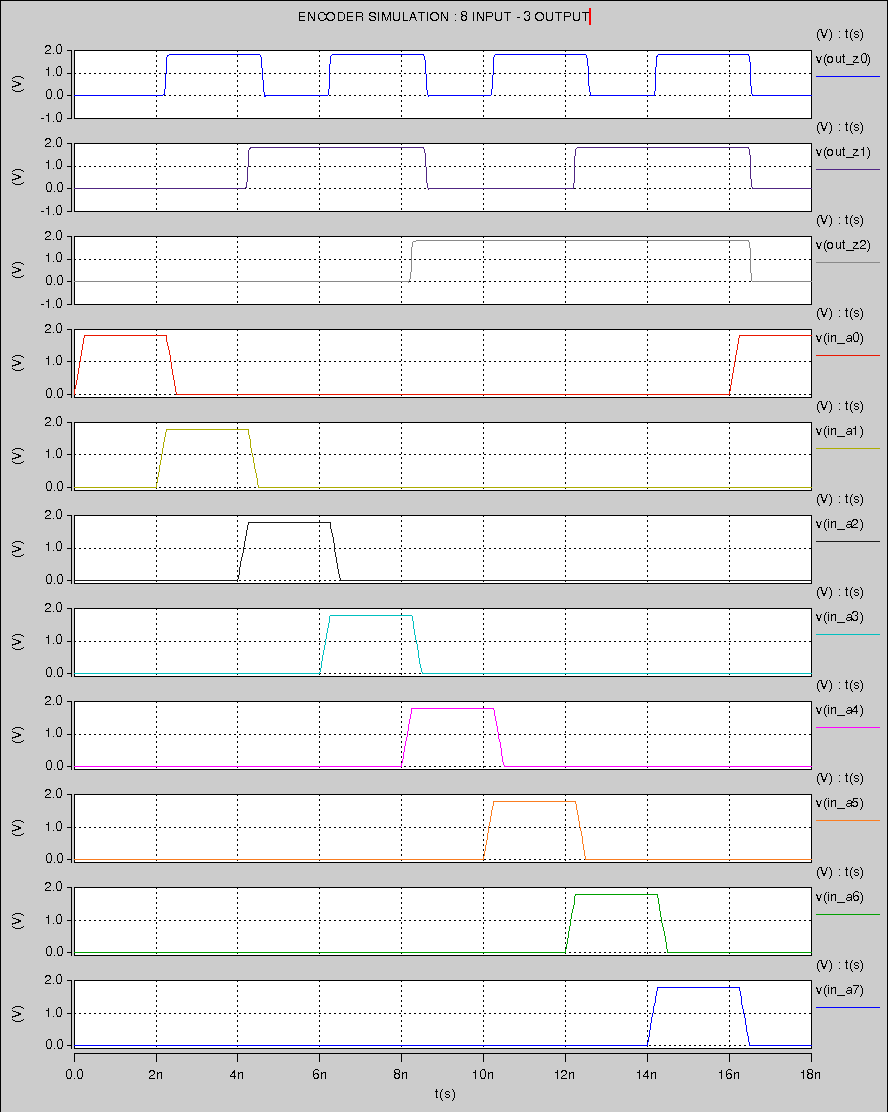 ENCODER SIMULATION : 8 INPUT - 3 OUTPUT
(V) : t(s)
2.0
v(out_z0)
1.0
(V)
0.0
-1.0
(V) : t(s)
2.0
v(out_z1)
1.0
(V)
0.0
-1.0
(V) : t(s)
2.0
v(out_z2)
1.0
(V)
0.0
-1.0
(V) : t(s)
2.0
v(in_a0)
1.0
(V)
0.0
(V) : t(s)
2.0
v(in_a1)
1.0
(V)
0.0
(V) : t(s)
2.0
v(in_a2)
1.0
(V)
0.0
(V) : t(s)
2.0
v(in_a3)
1.0
(V)
0.0
(V) : t(s)
2.0
v(in_a4)
1.0
(V)
0.0
(V) : t(s)
2.0
v(in_a5)
1.0
(V)
0.0
(V) : t(s)
2.0
v(in_a6)
1.0
(V)
0.0
(V) : t(s)
2.0
v(in_a7)
1.0
(V)
0.0
0.0 2n 4n 6n 8n 10n 12n 14n 16n 18n
t(s)